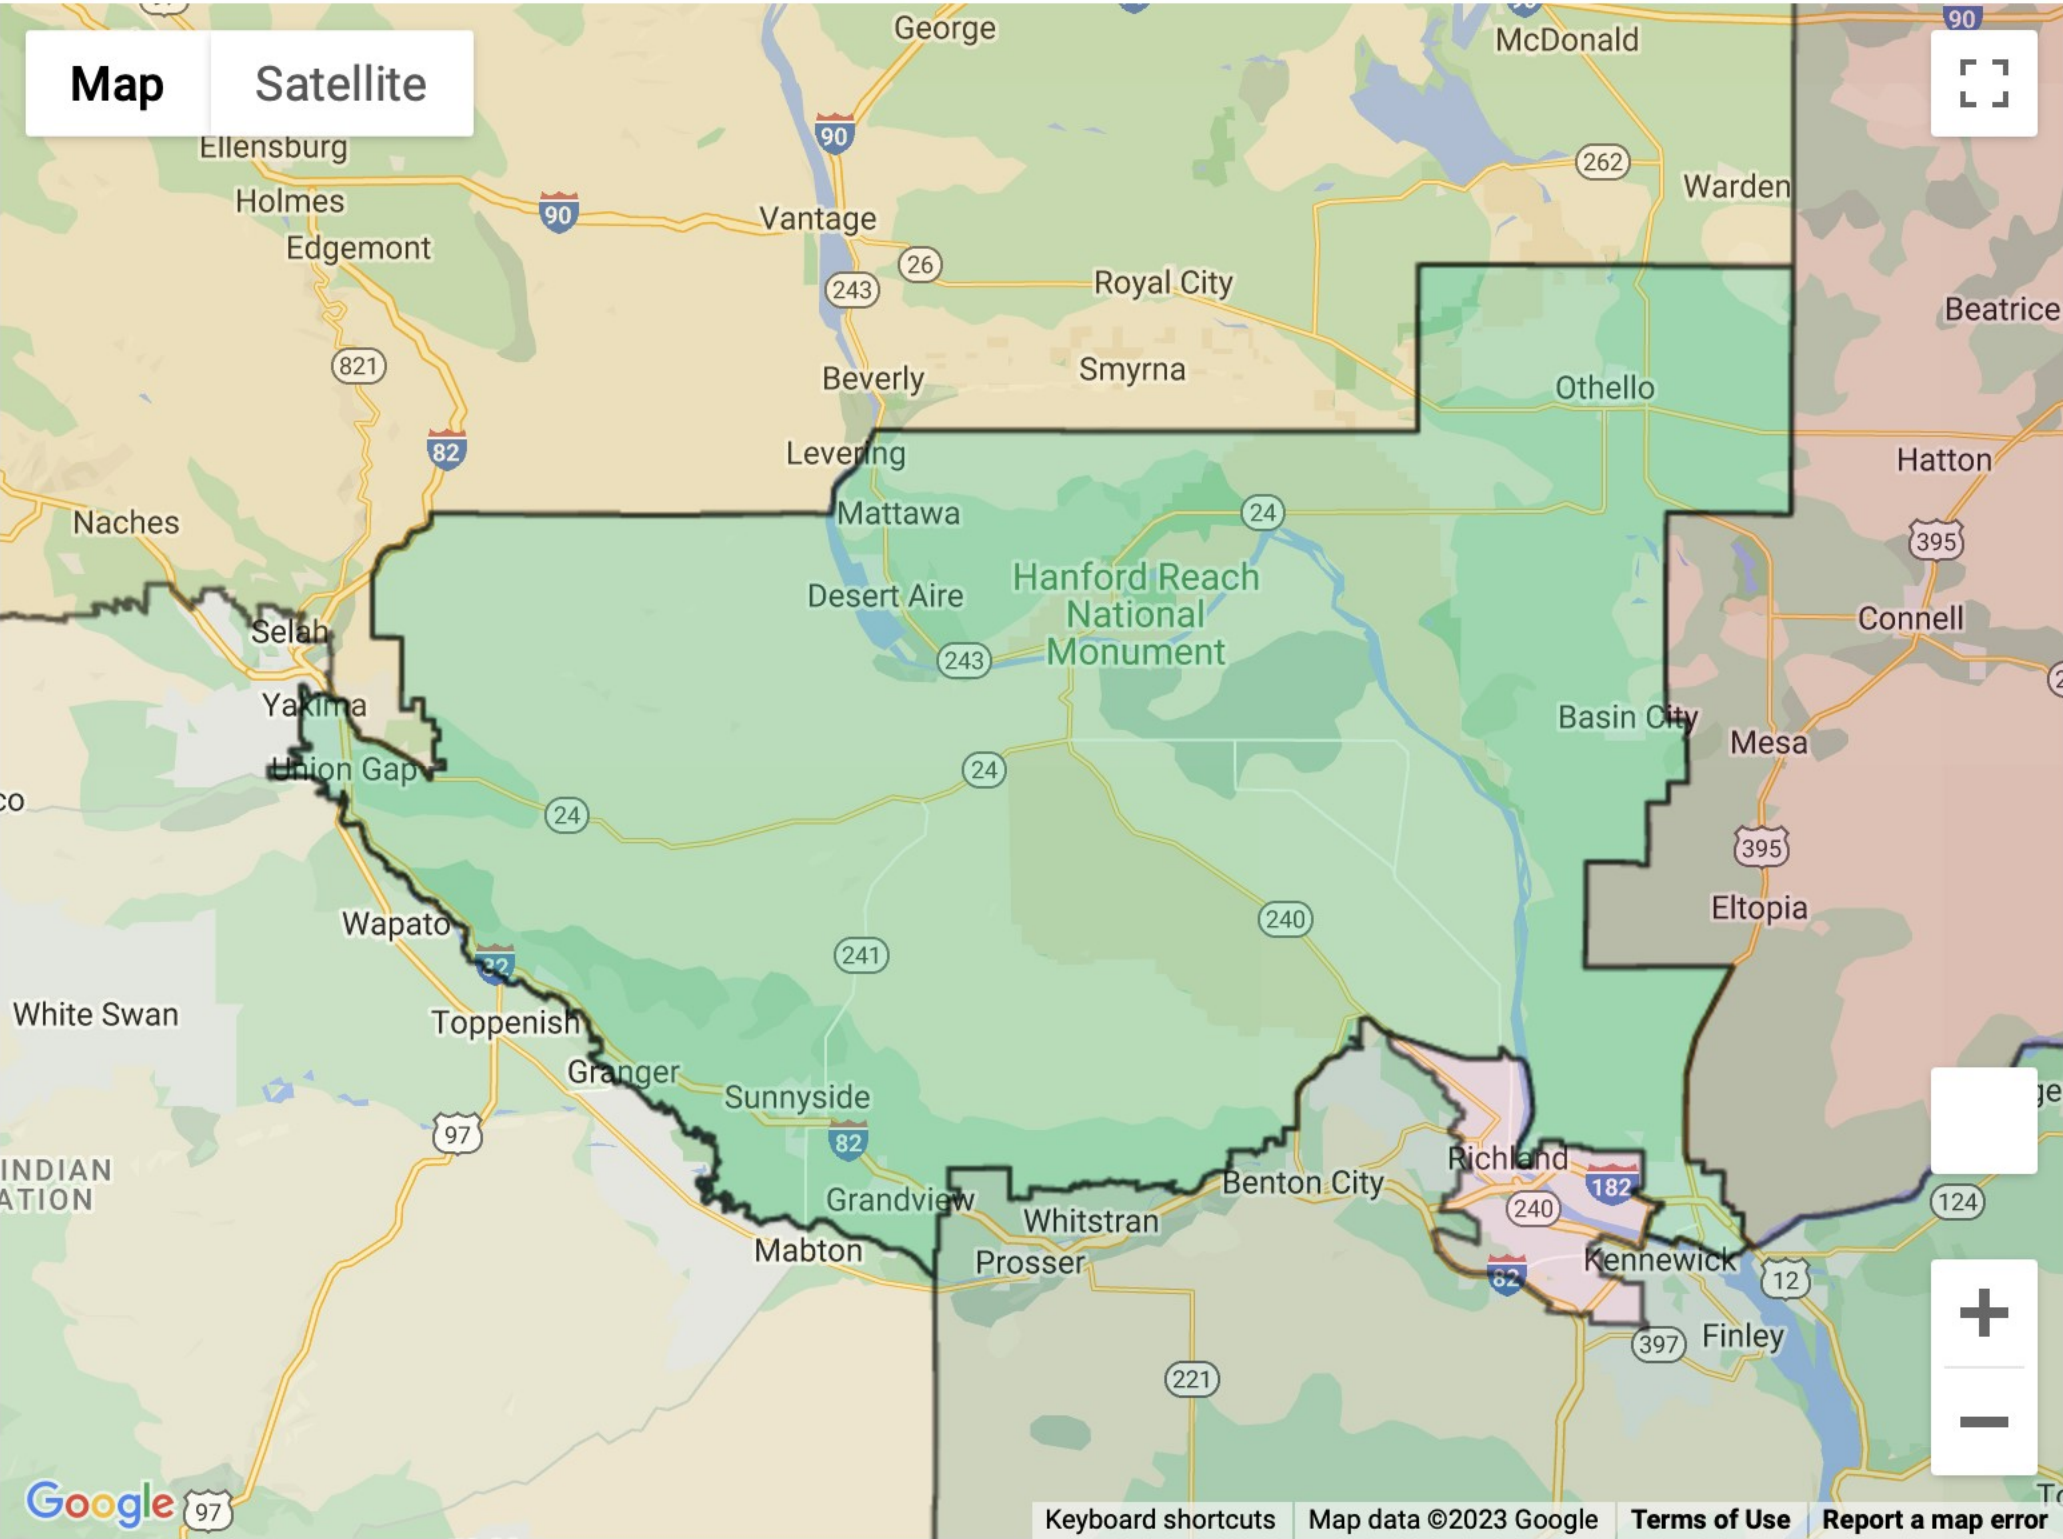 90
George
McDonald
Map
Satellite
90
Ellensburg
262
Warden
Holmes
90
Vantage
Edgemont
26
243
Royal City
Beatrice
821
Beverly
Smyrna
Othello
82
Levering
Hatton
Naches
Mattawa
24
395
Hanford Reach
National
Monument
Desert Aire
Connell
Selah
243
Yakima
Basin City
Mesa
Union Gap
24
co
24
395
Eltopia
Wapato
240
241
82
White Swan
Toppenish
Granger
Sunnyside
ge
97
82
INDIAN
ATION
Richland
Benton City
182
Grandview
240
124
Whitstran
Mabton
Prosser
Kennewick
82
12
397
Finley
221
Google
97
To
Keyboard shortcuts
Map data ©2023 Google
Terms of Use
Report a map error